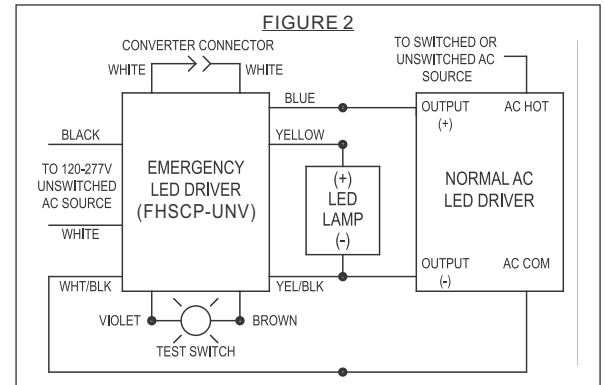 FIGURE 2
CONVERTER CONNECTOR
WHITE
WHITE
TO SWITCHED OR
UNSWITCHED AC
SOURCE
BLUE
OUTPUT
(+)
AC HOT
BLACK
YELLOW
TO 120-277V
UNSWITCHED
AC SOURCE
EMERGENCY
LED DRIVER
(FHSCP-UNV)
(+)
LED
LAMP
(-)
NORMAL AC
LED DRIVER
WHITE
OUTPUT
(-)
AC COM
WHT/BLK
YEL/BLK
VIOLET
BROWN
TEST SWITCH